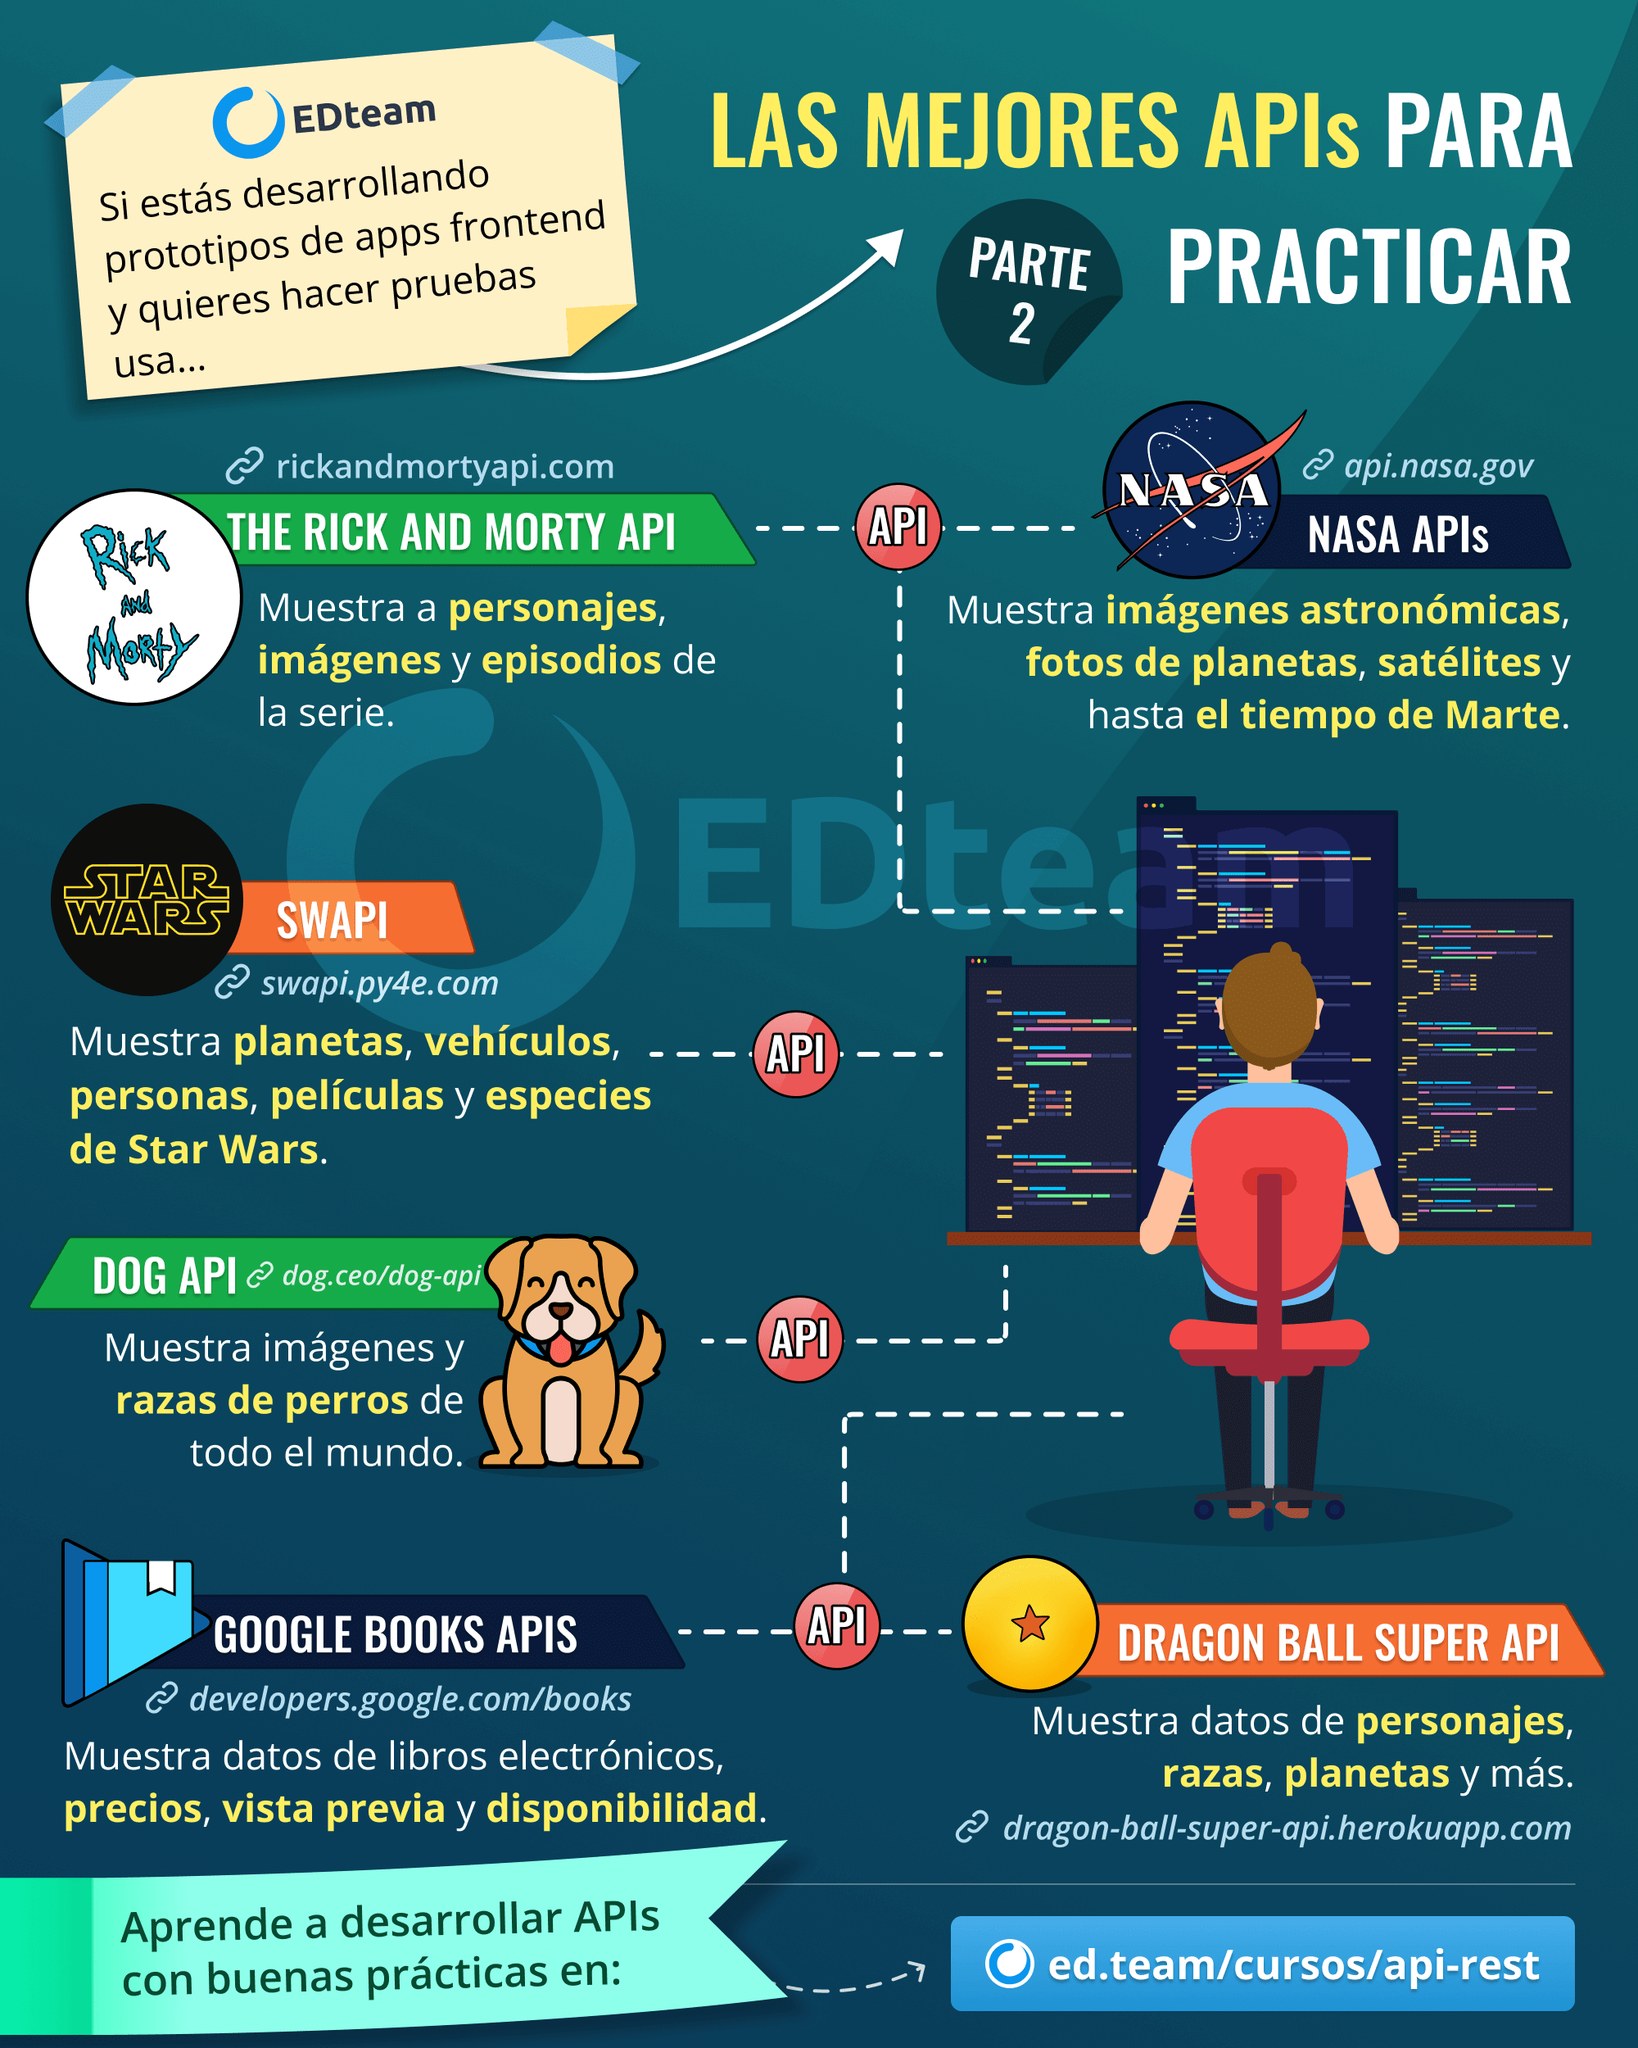 EDteam
Si estás desarrollando
prototipos de apps frontend
y quieres hacer pruebas
usa...
LAS MEJORES APIs PARA
PRACTICAR
PARTE
2
rickandmortyapi.com
RICK
AND
MORTY
THE RICK AND MORTY API
Muestra a personajes,
imágenes y episodios de
la serie.
API
NASA
api.nasa.gov
NASA APIs
Muestra imágenes astronómicas,
fotos de planetas, satélites y
hasta el tiempo de Marte.
EDteam
STAR
WARS
SWAPI
swapi.py4e.com
Muestra planetas, vehículos,
personas, películas y especies
de Star Wars.
API
DOG API
dog.ceo/dog-api
Muestra imágenes y
razas de perros de
todo el mundo.
API
GOOGLE BOOKS APIS
developers.google.com/books
Muestra datos de libros electrónicos,
precios, vista previa y disponibilidad.
API
DRAGON BALL SUPER API
Muestra datos de personajes,
razas, planetas y más.
dragon-ball-super-api.herokuapp.com
Aprende a desarrollar APIs
con buenas prácticas en:
ed.team/cursos/api-rest